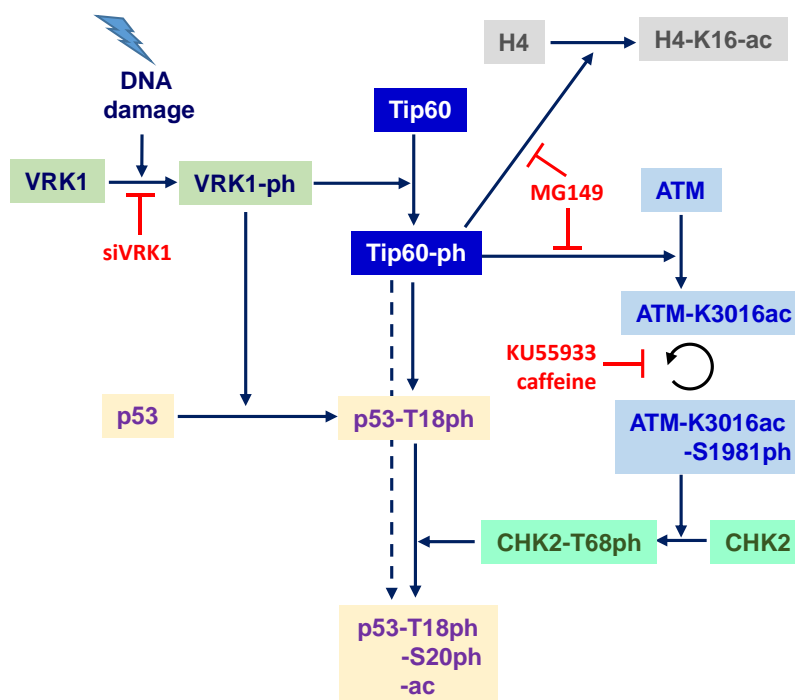 H4
H4-K16-ac
DNA
damage
Tip60
VRK1
VRK1-ph
MG149
ATM
siVRK1
Tip60-ph
ATM-K3016ac
KU55933
caffeine
p53
p53-T18ph
ATM-K3016ac
-S1981ph
CHK2-T68ph
CHK2
p53-T18ph
-S20ph
-ac